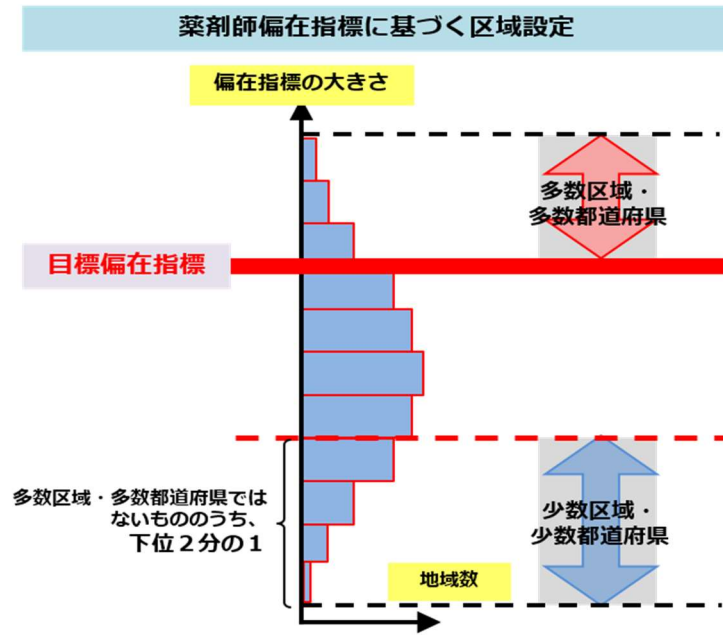 薬剤師偏在指標に基づく区域設定
偏在指標の大きさ
多数区域・
多数都道府県
目標偏在指標
多数区域・多数都道府県では
ないもののうち、
下位２分の１
少数区域・
少数都道府県
地域数